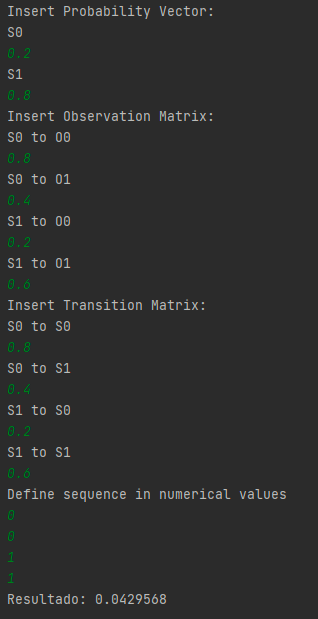 Insert Probability Vector:
S0
0.2
S1
0.8
Insert Observation Matrix:
S0 to O0
0.8
S0 to O1
0.4
S1 to O0
0.2
S1 to O1
0.6
Insert Transition Matrix:
S0 to S0
0.8
S0 to S1
0.4
S1 to S0
0.2
S1 to S1
0.6
Define sequence in numerical values
0
0
1
1
Resultado: 0.0429568